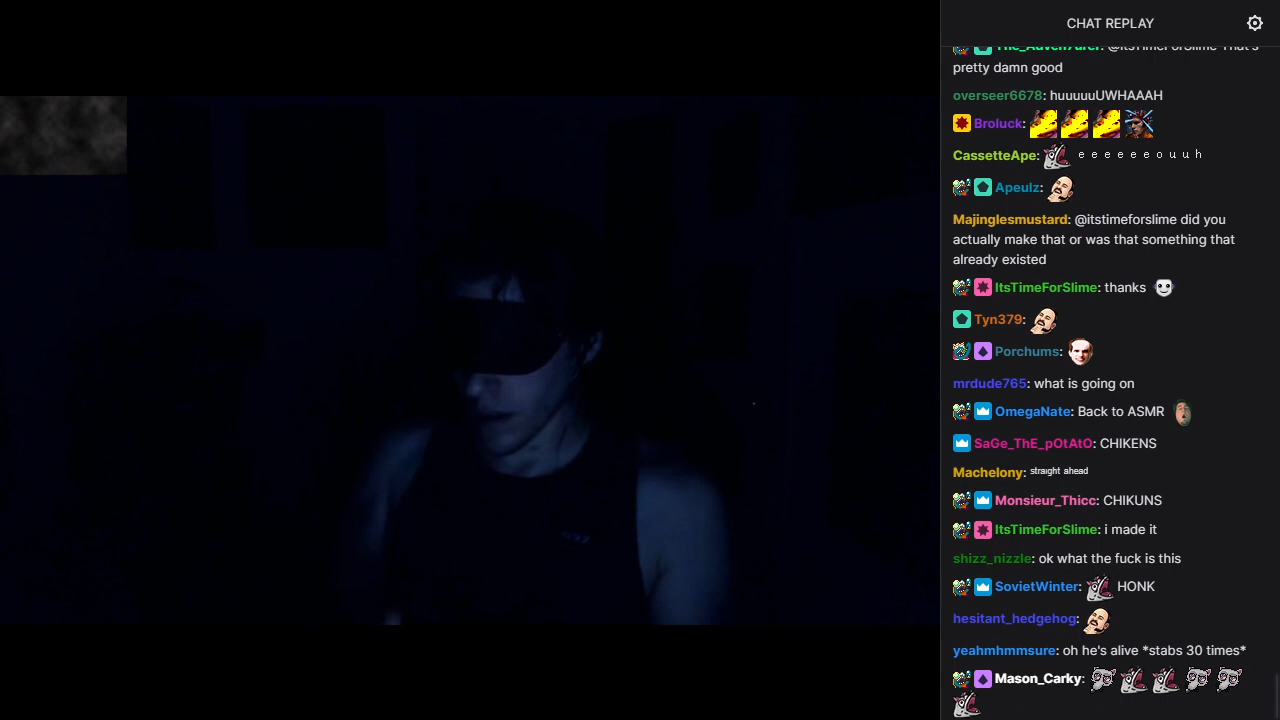 CHAT REPLAY
The_Adven7urer: @ItsTimeForSlime That's
pretty damn good
overseer6678: huuuuuUWHAAAH
Broluck:
CassetteApe: e e e e e e o u u h
Apeulz:
Majinglesmustard: @itstimeforslime did you
actually make that or was that something that
already existed
ItsTimeForSlime: thanks
Tyn379:
Porchums:
mrdude765: what is going on
OmegaNate: Back to ASMR
SaGe_ThE_pOtAtO: CHIKENS
Machelony: straight ahead
Monsieur_Thicc: CHIKUNS
ItsTimeForSlime: i made it
shizz_nizzle: ok what the fuck is this
SovietWinter: HONK
hesitant_hedgehog:
yeahmhmmsure: oh he's alive *stabs 30 times*
Mason_Carky: